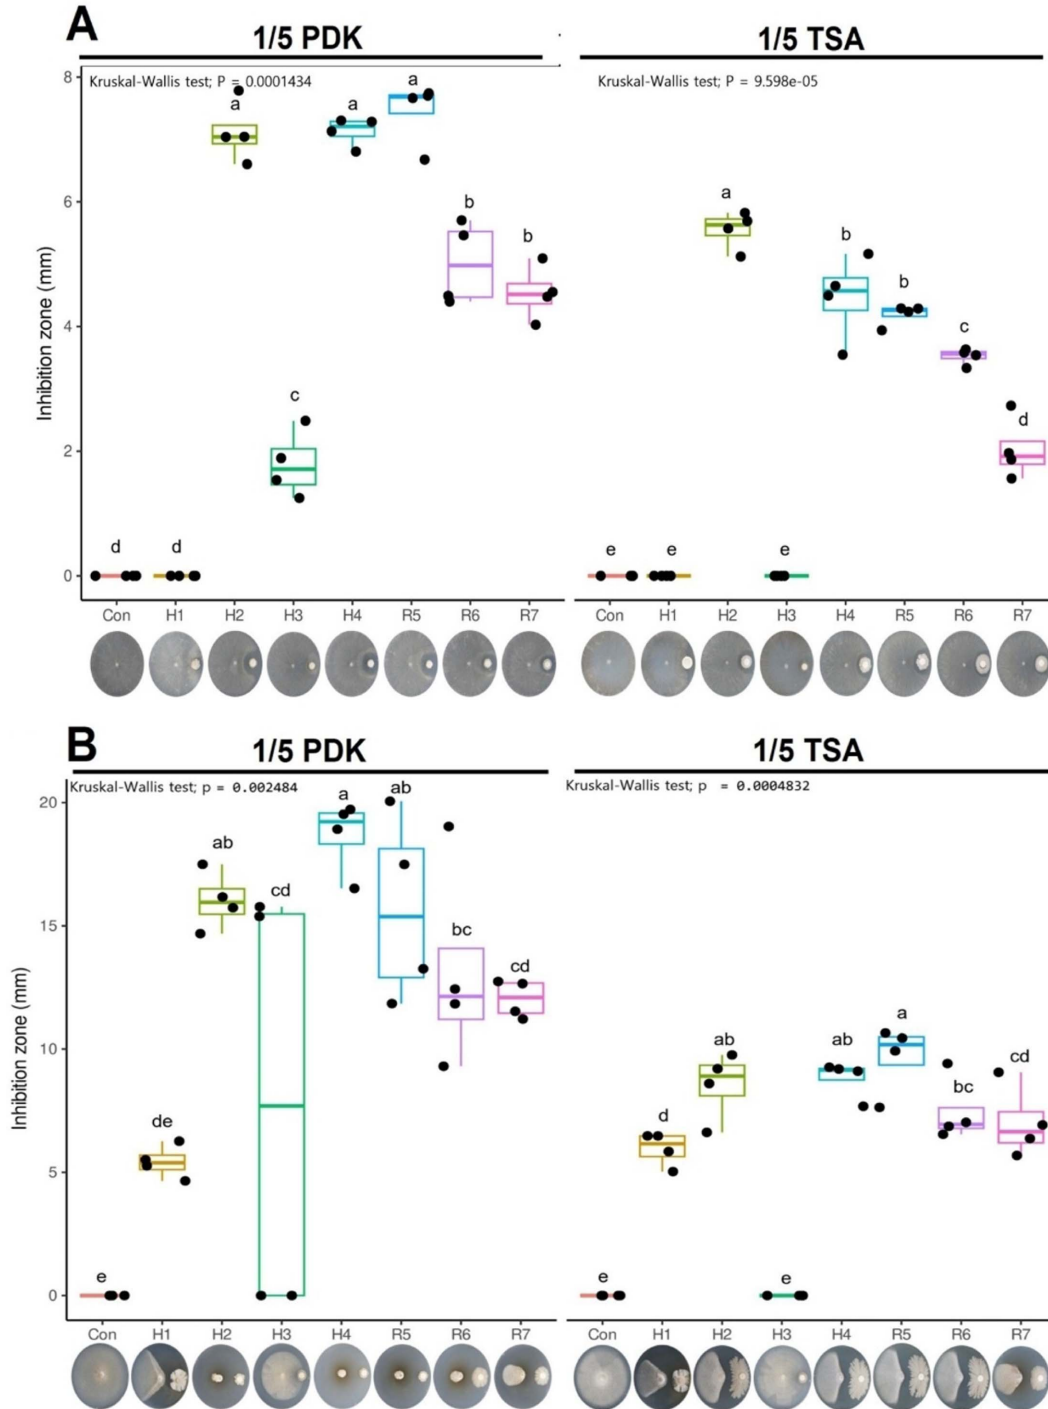 A
1/5 PDK
1/5 TSA
Kruskal-Wallis test; P = 0.0001434
Kruskal-Wallis test; P = 9.598e-05
Inhibition zone (mm)
8
6
4
2
0
d
d
a
c
a
a
b
b
e
e
a
e
b
b
c
d
Con H1 H2 H3 H4 R5 R6 R7
Con H1 H2 H3 H4 R5 R6 R7
B
1/5 PDK
1/5 TSA
Kruskal-Wallis test; p = 0.002484
Kruskal-Wallis test; p = 0.0004832
Inhibition zone (mm)
20
15
10
5
0
e
de
ab
cd
a
ab
bc
cd
e
d
ab
e
ab
a
bc
cd
Con H1 H2 H3 H4 R5 R6 R7
Con H1 H2 H3 H4 R5 R6 R7